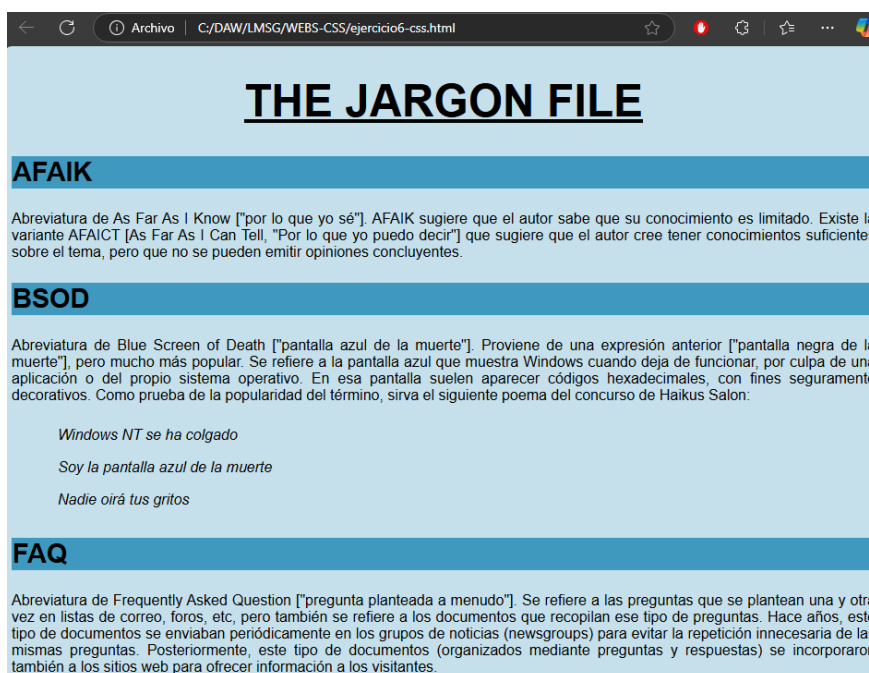 Archivo C:/DAW/LMSG/WEBS-CSS/ejercicio6-css.html
THE JARGON FILE
AFAIK
Abreviatura de As Far As I Know ["por lo que yo sé"]. AFAIK sugiere que el autor sabe que su conocimiento es limitado. Existe
variante AFAICT [As Far As I Can Tell, "Por lo que yo puedo decir"] que sugiere que el autor cree tener conocimientos suficientes
sobre el tema, pero que no se pueden emitir opiniones concluyentes.
BSOD
Abreviatura de Blue Screen of Death ["pantalla azul de la muerte"]. Proviene de una expresión anterior ["pantalla negra de
muerte"], pero mucho más popular. Se refiere a la pantalla azul que muestra Windows cuando deja de funcionar, por culpa de
aplicación o del propio sistema operativo. En esa pantalla suelen aparecer códigos hexadecimales, con fines seguramente
decorativos. Como prueba de la popularidad del término, sirva el siguiente poema del concurso de Haikus Salon:
Windows NT se ha colgado
Soy la pantalla azul de la muerte
Nadie oirá tus gritos
FAQ
Abreviatura de Frequently Asked Question ["pregunta planteada a menudo"]. Se refiere a las preguntas que se plantean una y
vez en listas de correo, foros, etc, pero también se refiere a los documentos que recopilan ese tipo de preguntas. Hace años,
tipo de documentos se enviaban periódicamente en los grupos de noticias (newsgroups) para evitar la repetición innecesaria de
mismas preguntas. Posteriormente, este tipo de documentos (organizados mediante preguntas y respuestas) se
también a los sitios web para ofrecer información a los visitantes.